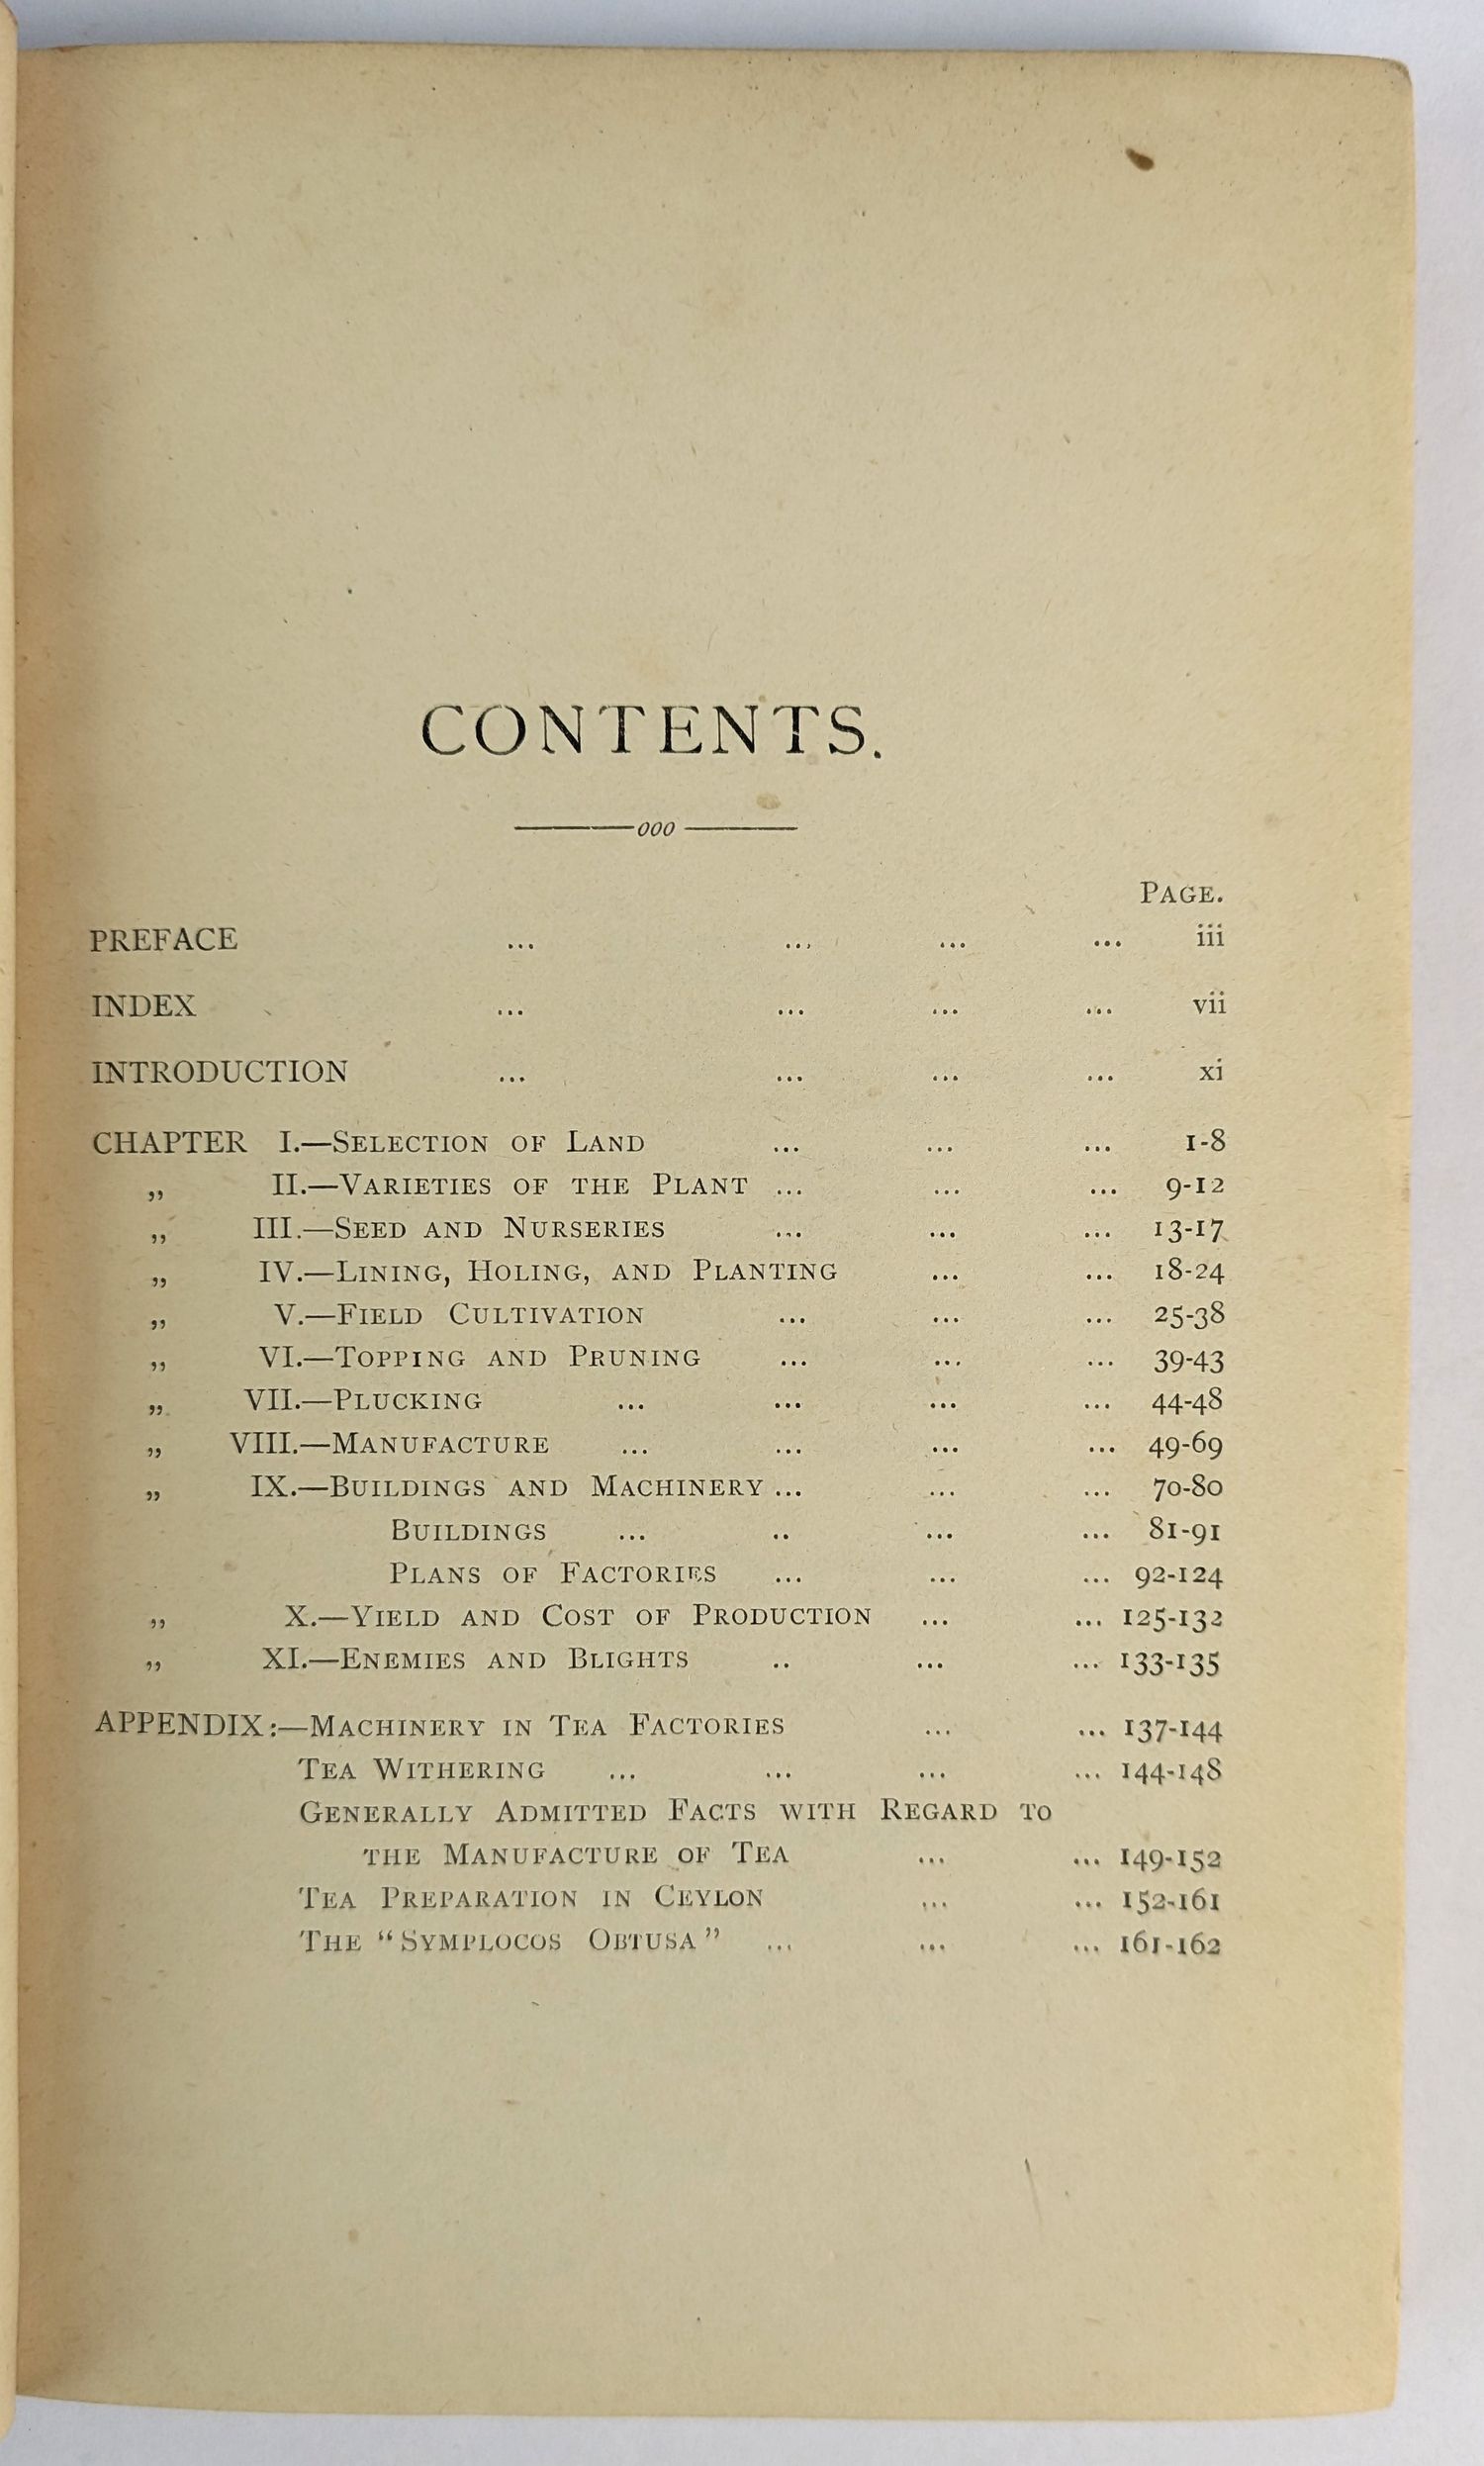 CONTENTS.
ooo
PAGE.
PREFACE ... ... ... ... iii
INDEX ... ... ... ... vii
INTRODUCTION ... ... ... ... xi
CHAPTER I.—SELECTION OF LAND ... ... ... 1-8
„ II.—VARIETIES OF THE PLANT ... ... ... 9-12
„ III.—SEED AND NURSERIES ... ... ... 13-17
„ IV.—LINING, HOLING, AND PLANTING ... ... 18-24
„ V.—FIELD CULTIVATION ... ... ... 25-38
„ VI.—TOPPING AND PRUNING ... ... ... 39-43
„ VII.—PLUCKING ... ... ... ... 44-48
„ VIII.—MANUFACTURE ... ... ... ... 49-69
„ IX.—BUILDINGS AND MACHINERY ... ... ... 70-80
BUILDINGS ... .. ... ... 81-91
PLANS OF FACTORIES ... ... ... 92-124
„ X.—YIELD AND COST OF PRODUCTION ... ... 125-132
„ XI.—ENEMIES AND BLIGHTS .. ... ... 133-135
APPENDIX:—MACHINERY IN TEA FACTORIES ... ... 137-144
TEA WITHERING ... ... ... ... 144-148
GENERALLY ADMITTED FACTS WITH REGARD TO
THE MANUFACTURE OF TEA ... ... 149-152
TEA PREPARATION IN CEYLON ... ... 152-161
THE "SYMPLOCOS OBTUSA" ... ... ... 161-162